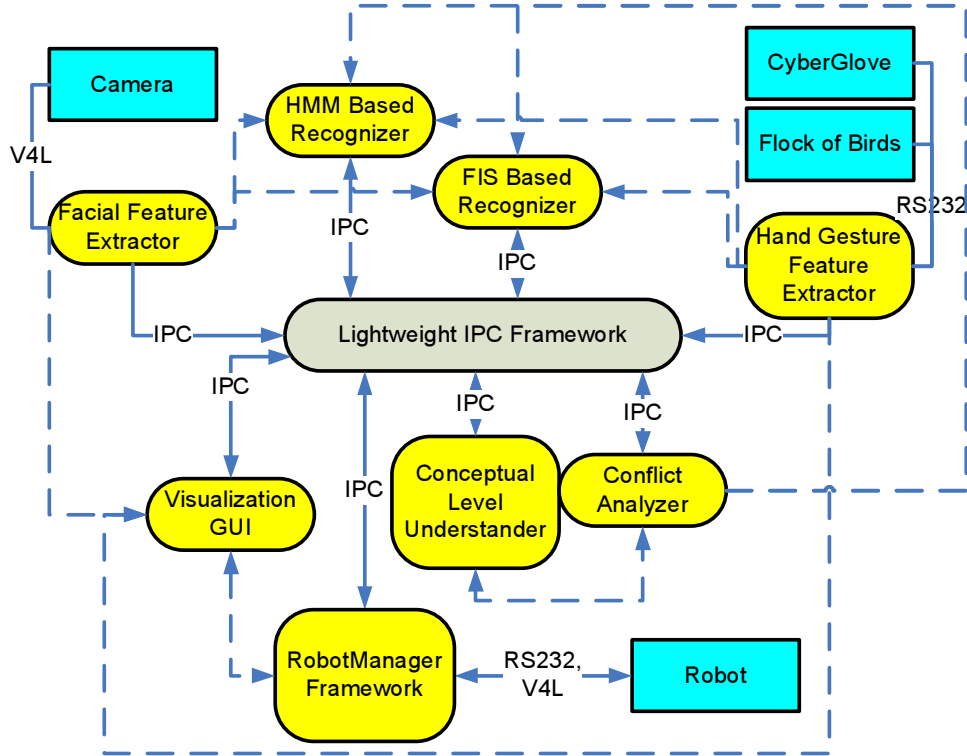 Camera
CyberGlove
HMM Based
Recognizer
Flock of Birds
V4L
FIS Based
Recognizer
Facial Feature
Extractor
RS232
IPC
IPC
Hand Gesture
Feature
Extractor
IPC
Lightweight IPC Framework
IPC
IPC
IPC
IPC
Conceptual
Level
Understander
Conflict
Analyzer
Visualization
GUI
IPC
RobotManager
Framework
RS232,
V4L
Robot